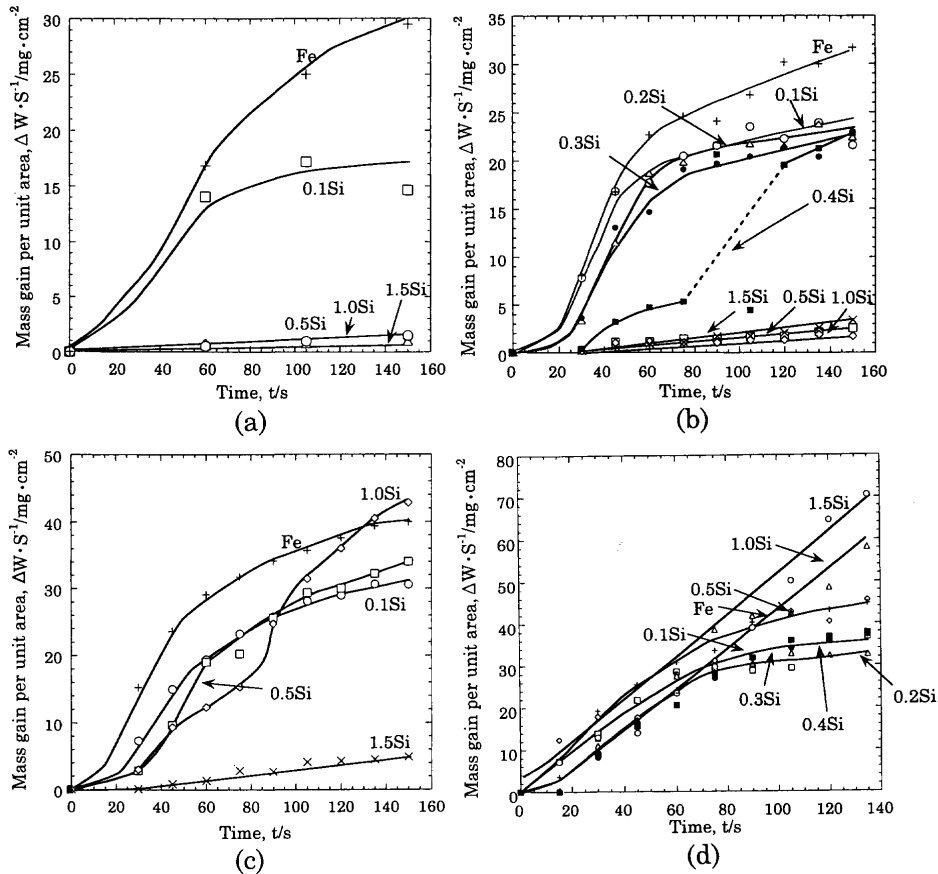 Mass gain per unit area, Δ W・S⁻¹/mg・cm⁻²
30
25
20
15
10
5
0
0 20 40 60 80 100 120 140 160
Time, t/s
Fe
0.1Si
0.5Si
1.0Si
1.5Si
(a)
Mass gain per unit area, Δ W・S⁻¹/mg・cm⁻²
35
30
25
20
15
10
5
0
0 20 40 60 80 100 120 140 160
Time, t/s
Fe
0.1Si
0.2Si
0.3Si
0.4Si
1.5Si
0.5Si
1.0Si
(b)
Mass gain per unit area, ΔW・S⁻¹/mg・cm⁻²
50
40
30
20
10
0
0 20 40 60 80 100 120 140 160
Time, t/s
1.0Si
Fe
0.1Si
0.5Si
1.5Si
(c)
Mass gain per unit area, ΔW・S⁻¹/mg・cm⁻²
80
70
60
50
40
30
20
10
0
0 20 40 60 80 100 120 140
Time, t/s
1.5Si
1.0Si
0.5Si
Fe
0.1Si
0.3Si
0.4Si
0.2Si
(d)